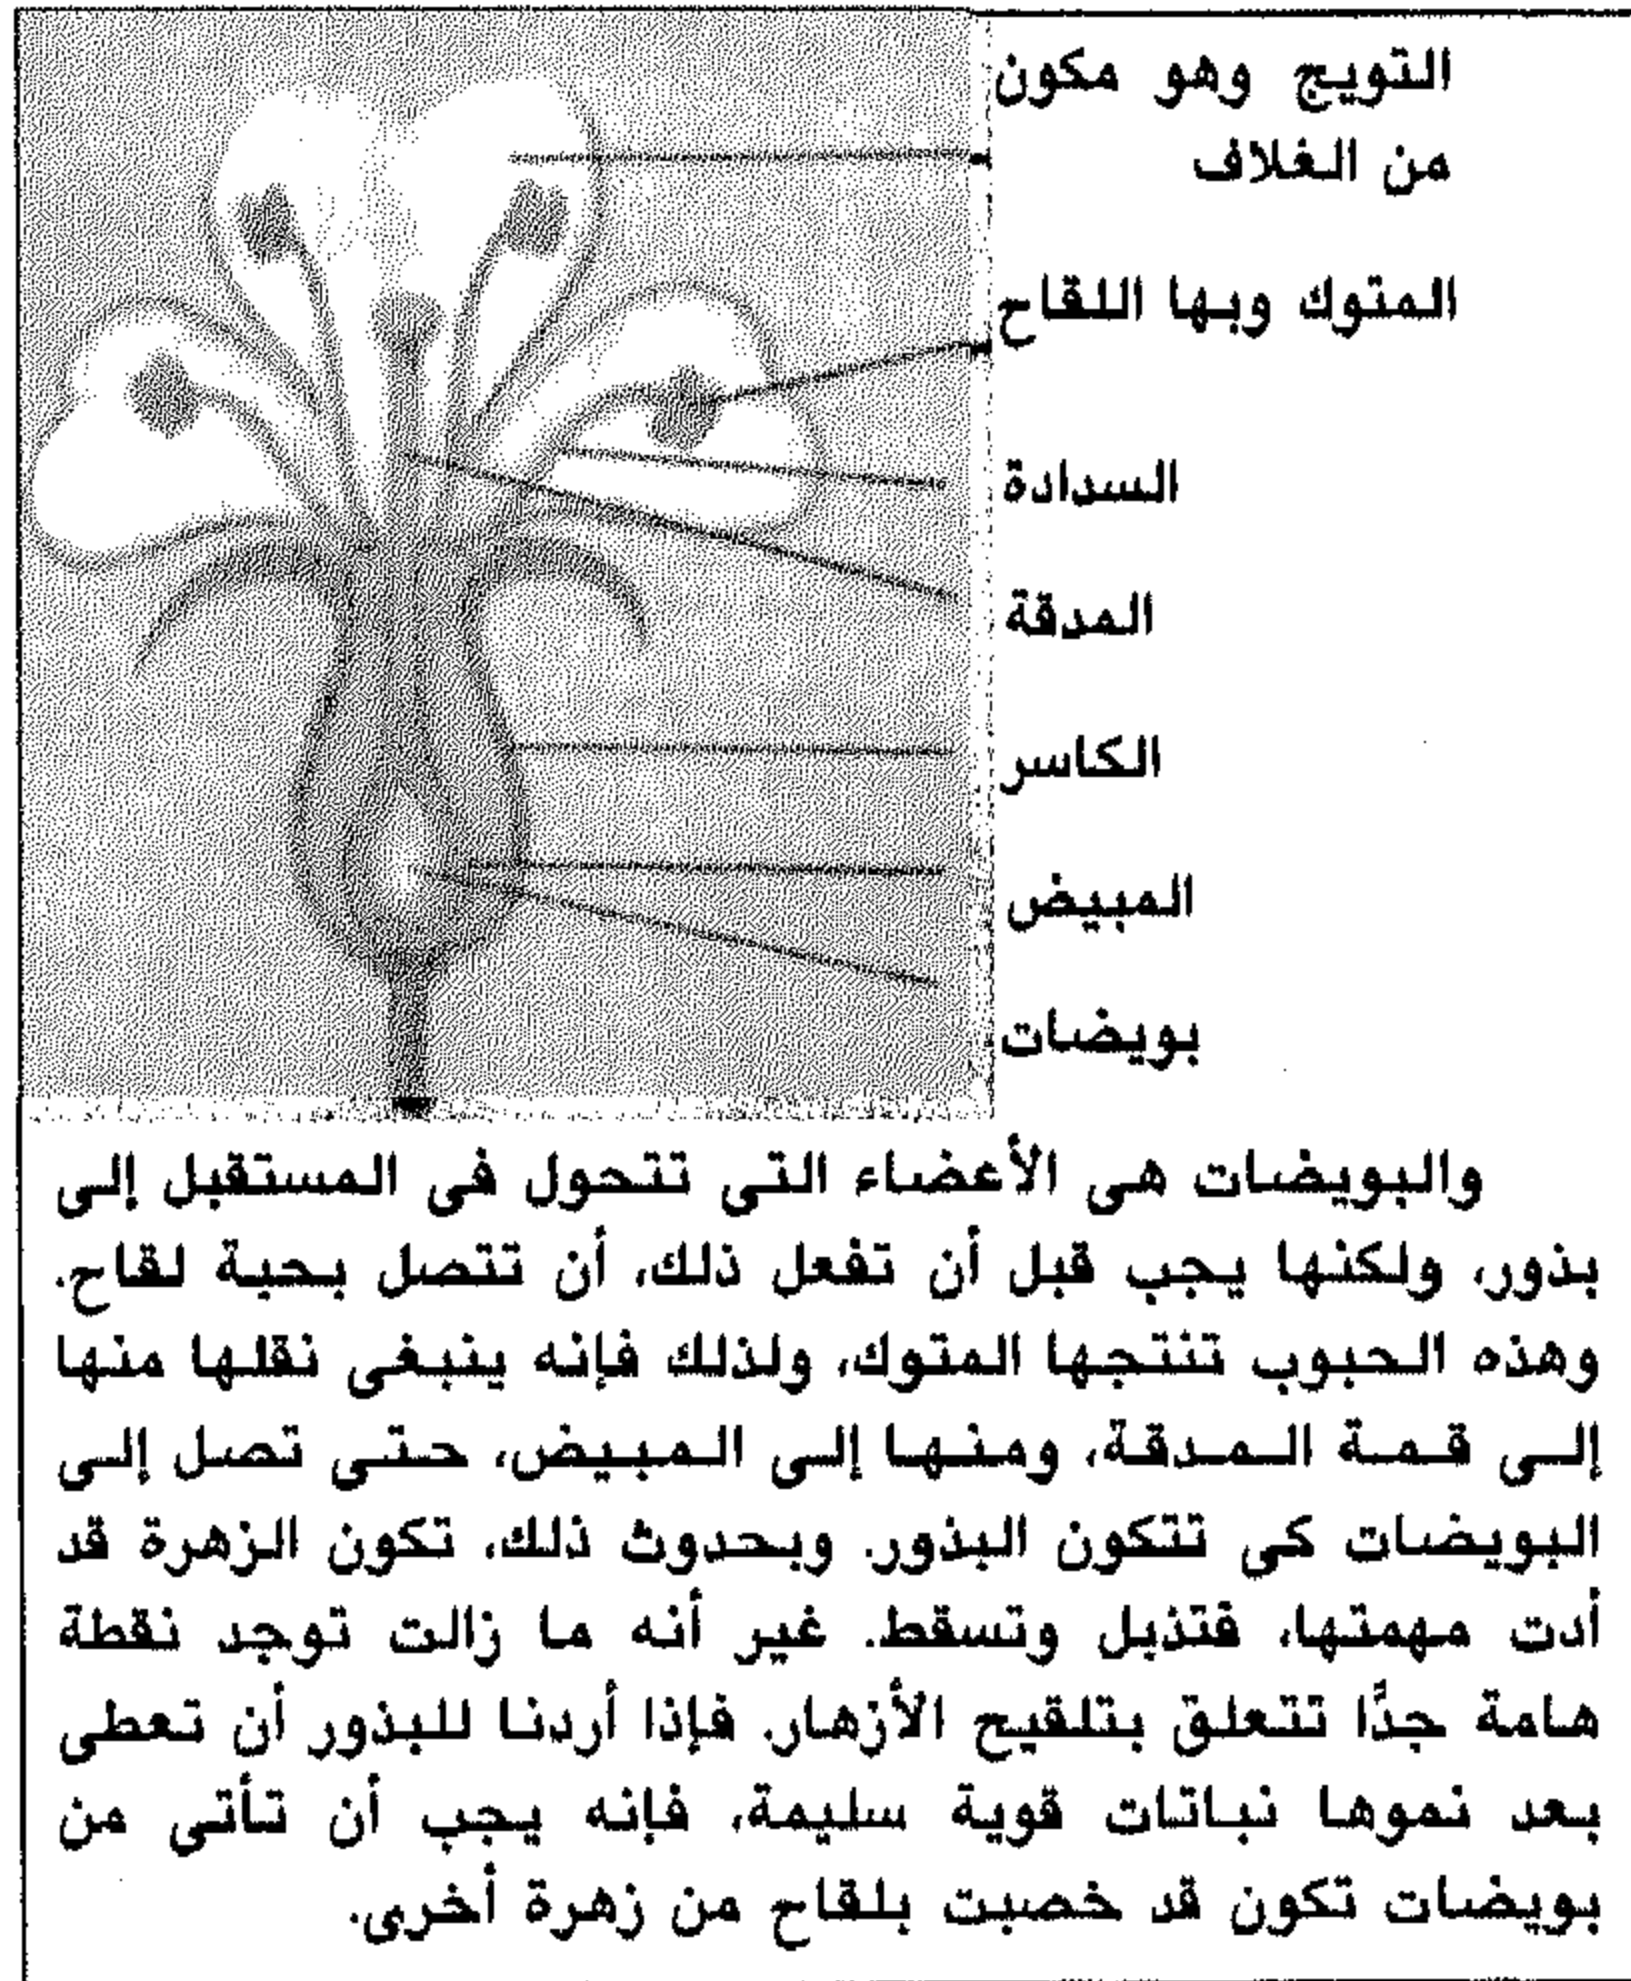 التويج وهو مكون
من الغلاف
المتوك وبها اللقاح
السدادة
المدقة
الكاسر
المبيض
بويضات
والبويضات هى الأعضاء التى تتحول فى المستقبل إلى
بذور، ولكنها يجب قبل أن تفعل ذلك، أن تتصل بحبة لقاح.
وهذه الحبوب تنتجها المتوك، ولذلك فإنه ينبغى نقلها منها
إلى قمة المدقة، ومنها إلى المبيض، حتى تصل إلى
البويضات كى تتكون البذور. وبحدوث ذلك، تكون الزهرة قد
أدت مهمتها، فتذبل وتسقط. غير أنه ما زالت توجد نقطة
هامة جدًّا تتعلق بتلقيح الأزهار. فإذا أردنا للبذور أن تعطى
بعد نموها نباتات قوية سليمة، فإنه يجب أن تأتى من
بويضات تكون قد خصبت بلقاح من زهرة أخرى.